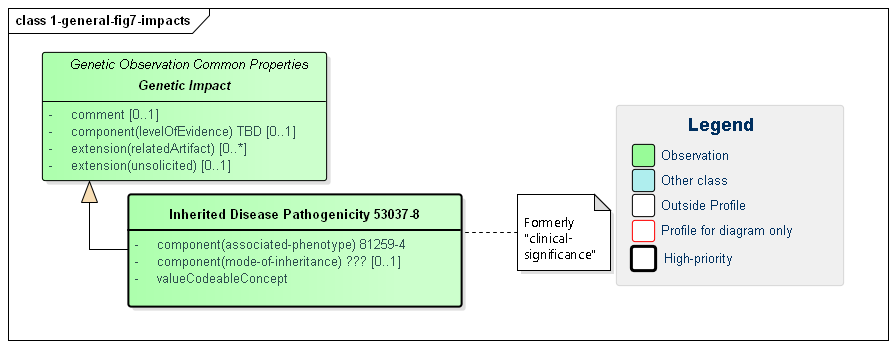 class 1-general-fig7-impacts
Genetic Observation Common Properties
Genetic Impact
- comment [0..1]
- component(levelOfEvidence) TBD [0..1]
- extension(relatedArtifact) [0..*]
- extension(unsolicited) [0..1]
Inherited Disease Pathogenicity 53037-8
- component(associated-phenotype) 81259-4
- component(mode-of-inheritance) ??? [0..1]
- valueCodeableConcept
Formerly
"clinical-
significance"
Legend
Observation
Other class
Outside Profile
Profile for diagram only
High-priority